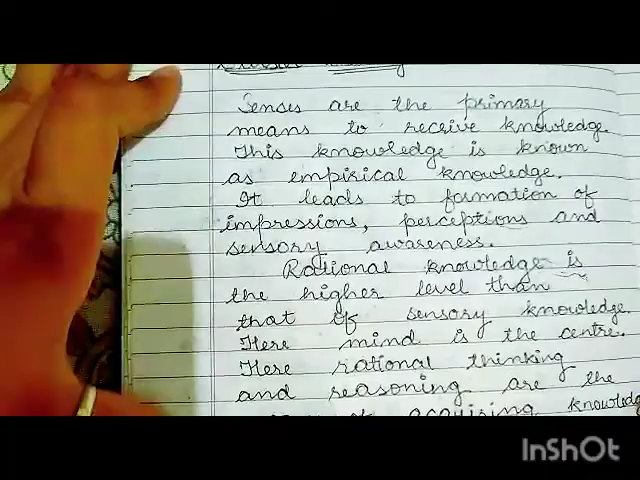 Senses are the primary
means to receive knowledge.
This knowledge is known
as empirical knowledge.
It leads to formation of
impressions, perceptions and
sensory awareness.
Rational knowledge is
the higher level than
that of sensory knowledge.
Here mind is the centre.
Here rational thinking
and reasoning are the
acquiring knowledg
InShOt